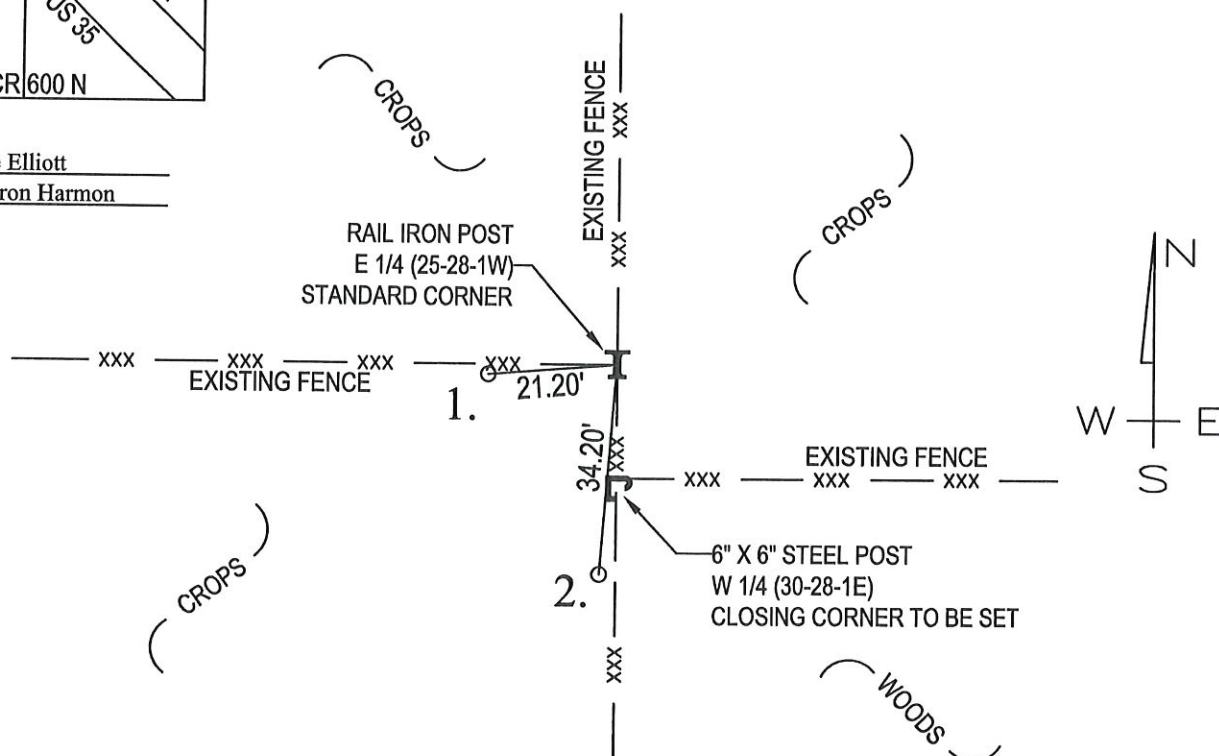 US 35
CR 600 N
Elliott
ron Harmon
CROPS
EXISTING FENCE
XXX
XXX
CROPS
RAIL IRON POST
E 1/4 (25-28-1W)
STANDARD CORNER
N
W E
S
XXX XXX XXX XXX
EXISTING FENCE
21.20'
1.
34.20'
XXX
EXISTING FENCE
XXX XXX XXX
6" X 6" STEEL POST
W 1/4 (30-28-1E)
CLOSING CORNER TO BE SET
2.
CROPS
XXX
WOODS